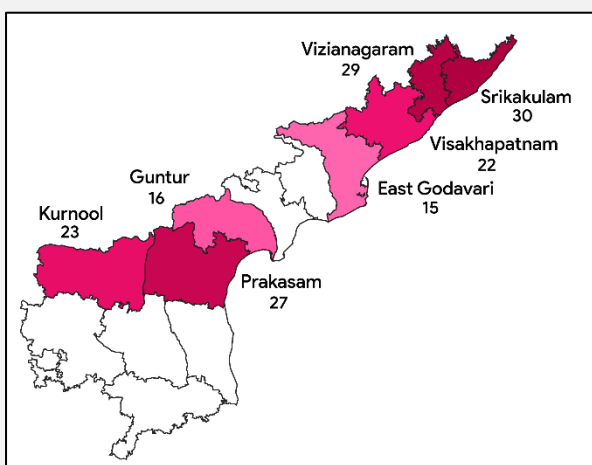 Vizianagaram
29
Srikakulam
30
Visakhapatnam
22
East Godavari
15
Guntur
16
Kurnool
23
Prakasam
27